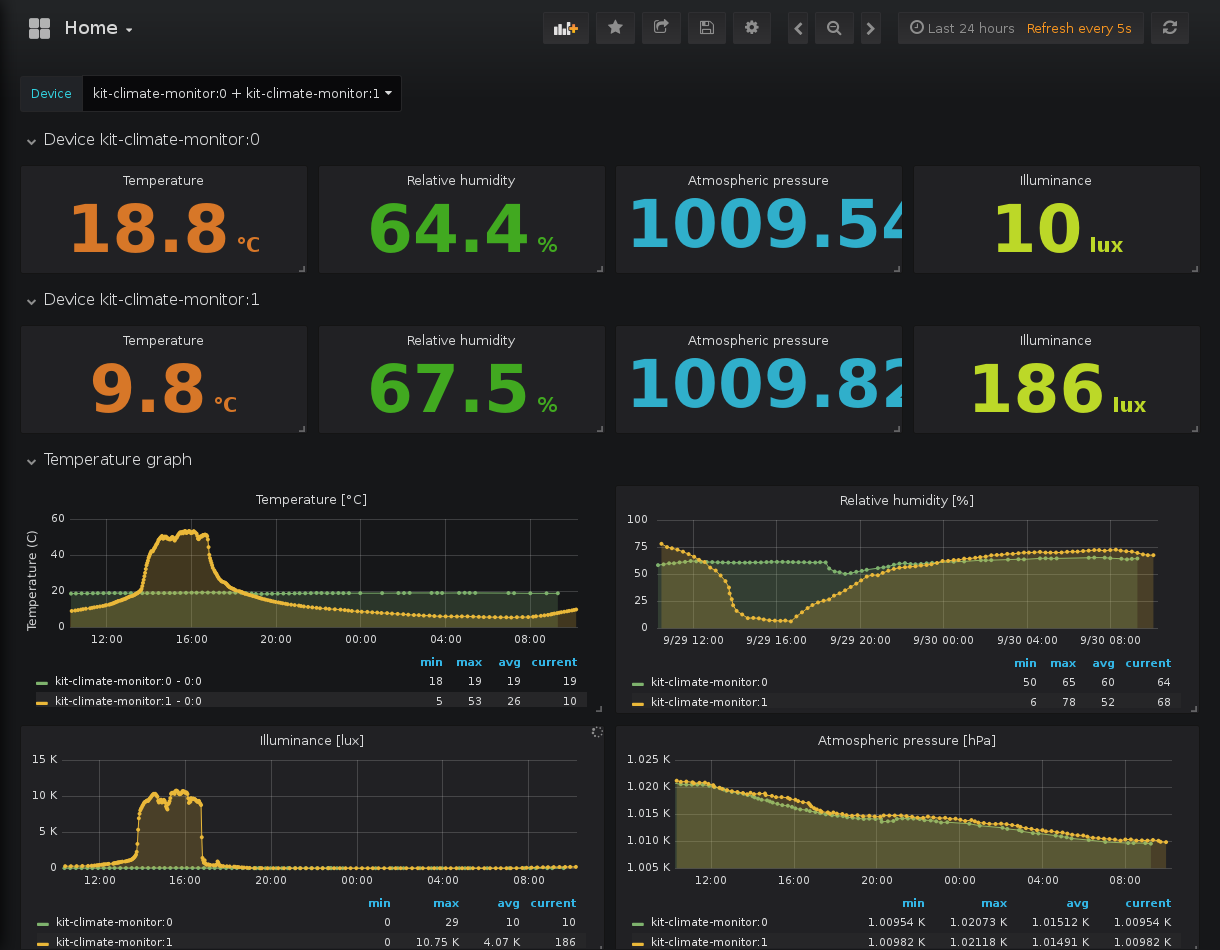 Home
Last 24 hours Refresh every 5s
Device kit-climate-monitor:0 + kit-climate-monitor:1
Device kit-climate-monitor:0
Temperature Relative humidity Atmospheric pressure Illuminance
18.8 °C 64.4 % 1009.54 10 lux
Device kit-climate-monitor:1
Temperature Relative humidity Atmospheric pressure Illuminance
9.8 °C 67.5 % 1009.82 186 lux
Temperature graph
Temperature [°C]
Temperature (C)
60
40
20
0
12:00 16:00 20:00 00:00 04:00 08:00
min max avg current
kit-climate-monitor:0 - 0:0 18 19 19 19
kit-climate-monitor:1 - 0:0 5 53 26 10
Relative humidity [%]
100
75
50
25
0
9/29 12:00 9/29 16:00 9/29 20:00 9/30 00:00 9/30 04:00 9/30 08:00
min max avg current
kit-climate-monitor:0 50 65 60 64
kit-climate-monitor:1 6 78 52 68
Illuminance [lux]
15 K
10 K
5 K
0
12:00 16:00 20:00 00:00 04:00 08:00
min max avg current
kit-climate-monitor:0 0 29 10 10
kit-climate-monitor:1 0 10.75 K 4.07 K 186
Atmospheric pressure [hPa]
1.025 K
1.020 K
1.015 K
1.010 K
1.005 K
12:00 16:00 20:00 00:00 04:00 08:00
min max avg current
kit-climate-monitor:0 1.00954 K 1.02073 K 1.01512 K 1.00954 K
kit-climate-monitor:1 1.00982 K 1.02118 K 1.01491 K 1.00982 K